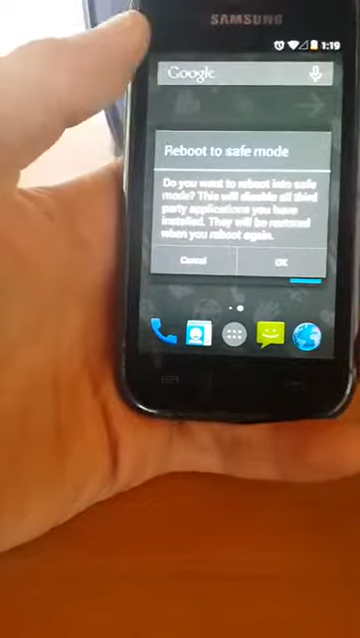 SAMSUNG
1:19
Google
Reboot to safe mode
Do you want to reboot into safe
mode? This will disable all third
party applications you have
installed. They will be restored
when you reboot again.
Cancel
OK